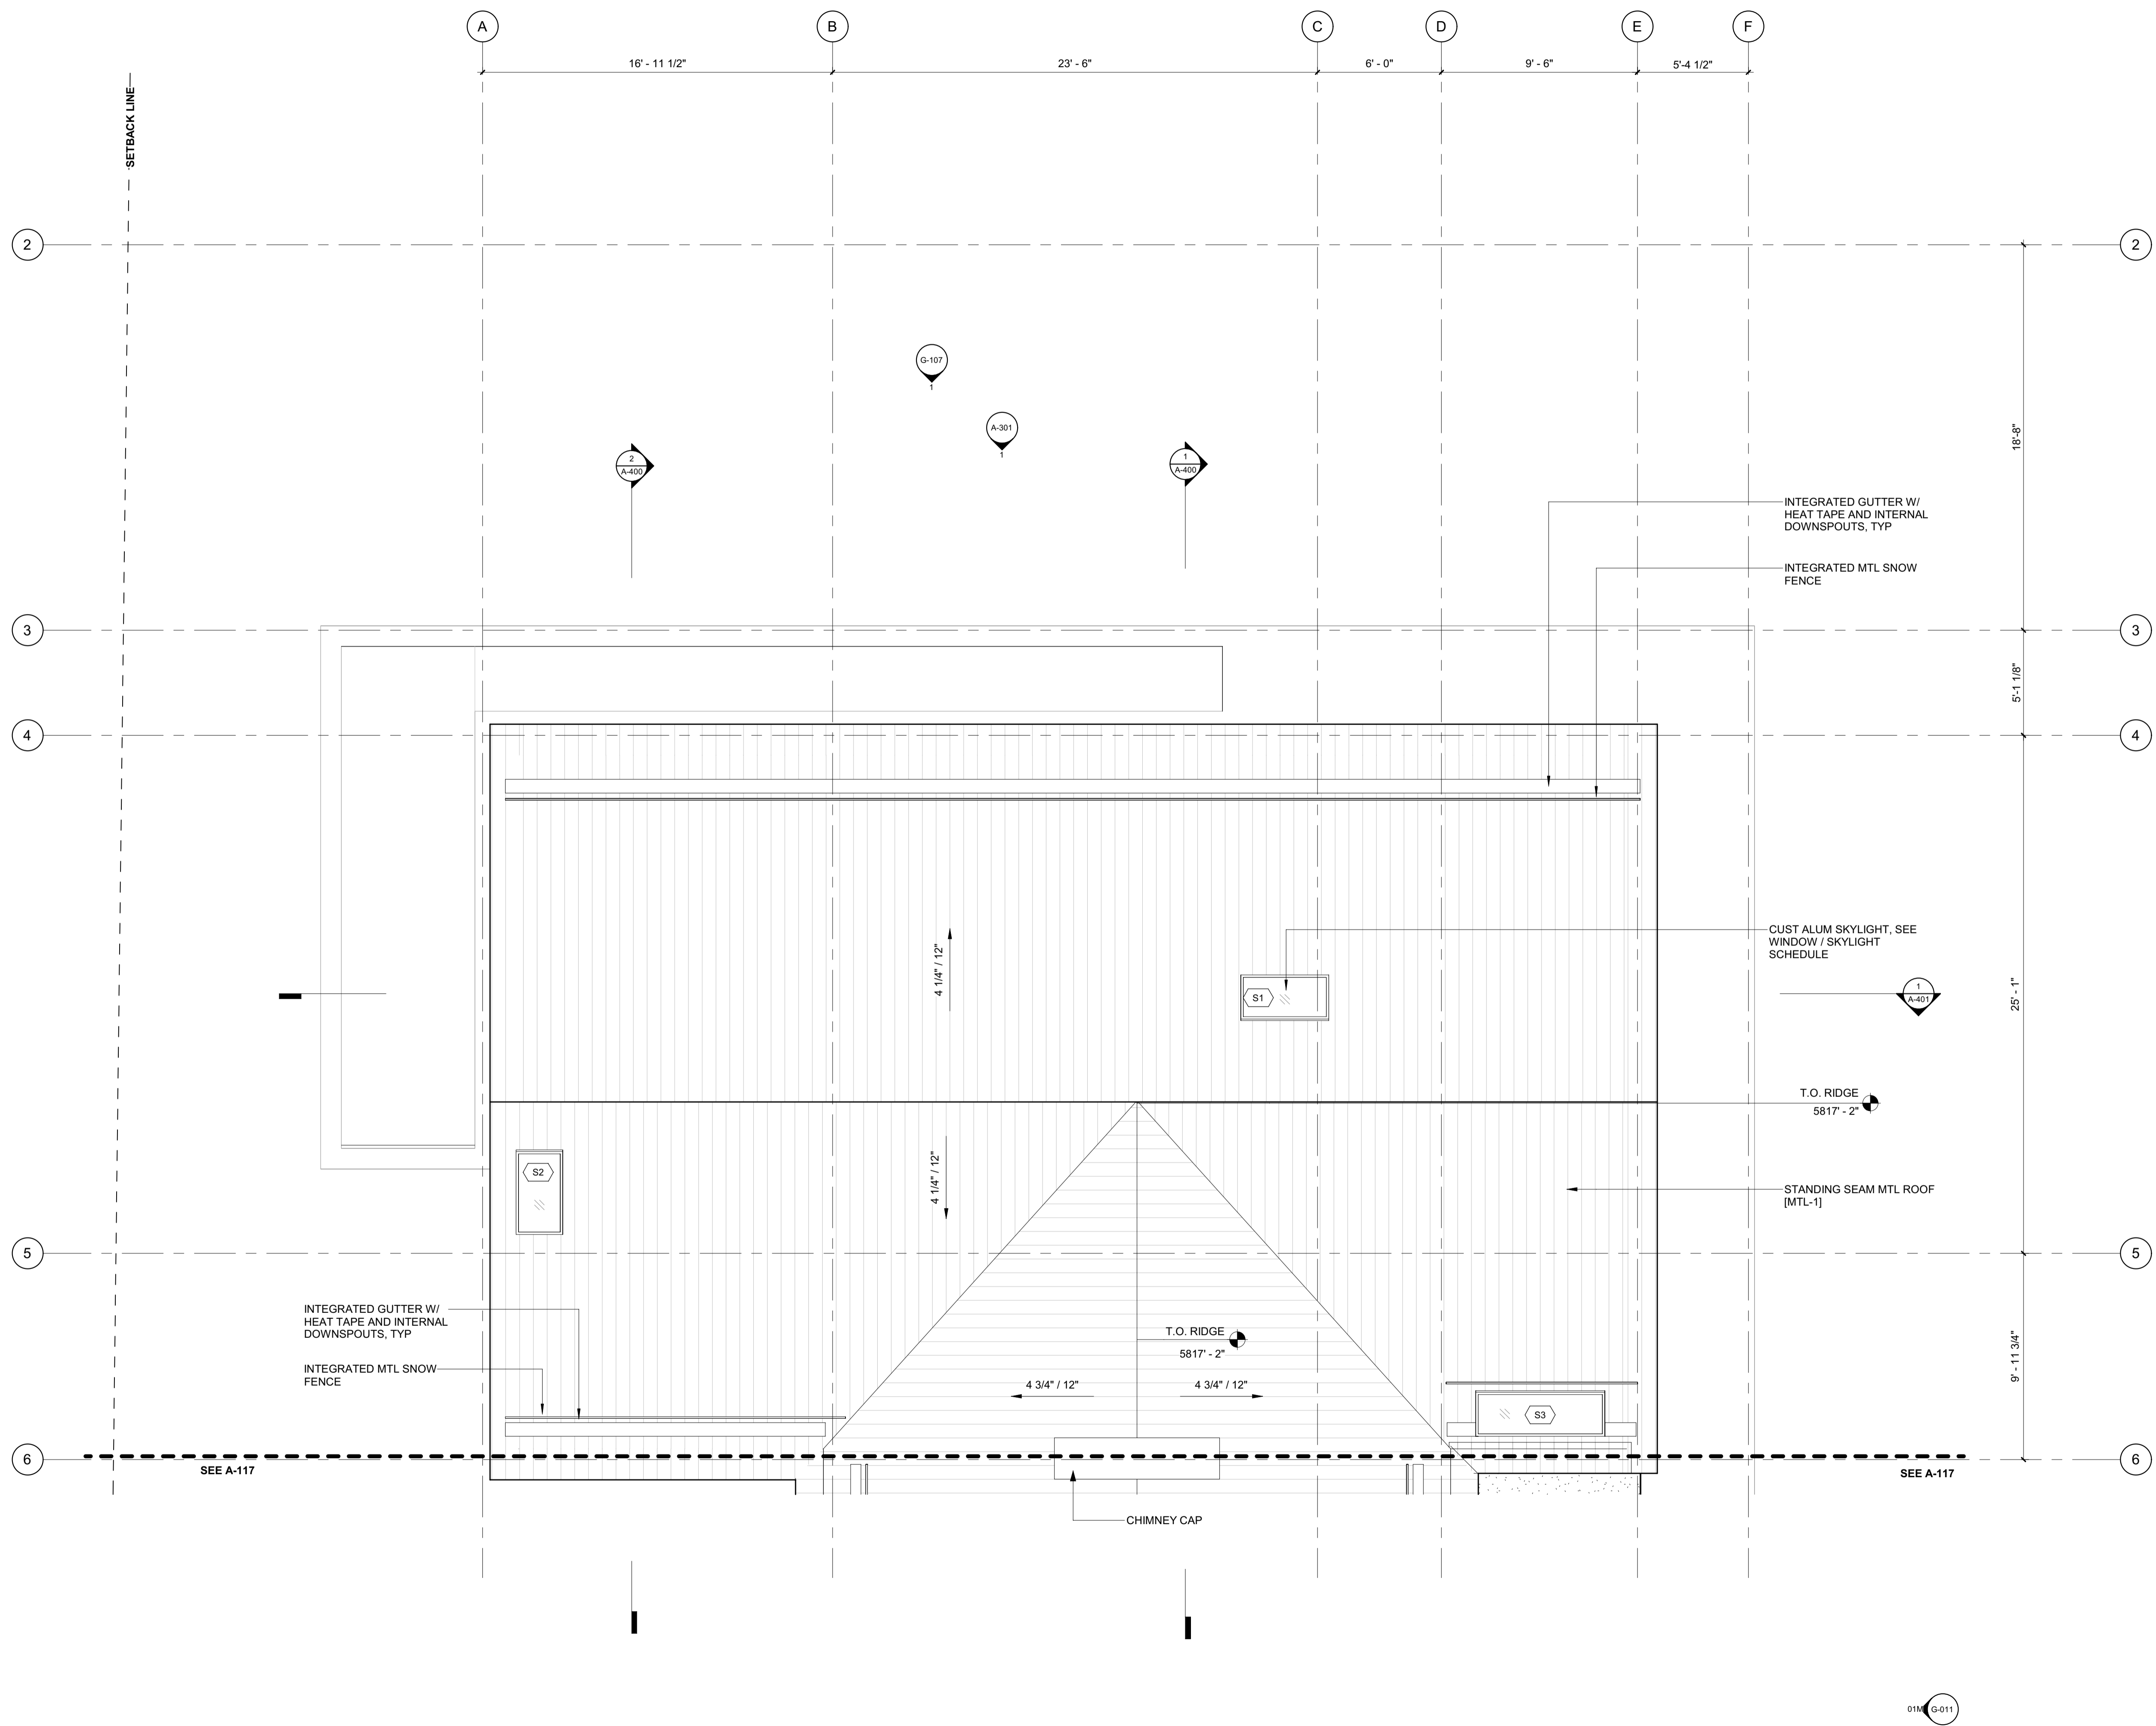 A
B
C
D
E
F
16' - 11 1/2"
23' - 6"
6' - 0"
9' - 6"
5'-4 1/2"
SETBACK LINE
2
2
G-107
1
A-301
1
18'-8"
2
A-400
1
A-400
INTEGRATED GUTTER W/
HEAT TAPE AND INTERNAL
DOWNSPOUTS, TYP
INTEGRATED MTL SNOW
FENCE
3
3
5'-1 1/8"
4
4
CUST ALUM SKYLIGHT, SEE
WINDOW / SKYLIGHT
SCHEDULE
4 1/4" / 12"
S1
1
A-401
25' - 1"
T.O. RIDGE
5817' - 2"
S2
4 1/4" / 12"
STANDING SEAM MTL ROOF
[MTL-1]
5
5
INTEGRATED GUTTER W/
HEAT TAPE AND INTERNAL
DOWNSPOUTS, TYP
T.O. RIDGE
5817' - 2"
9' - 11 3/4"
INTEGRATED MTL SNOW
FENCE
4 3/4" / 12"
4 3/4" / 12"
S3
6
6
SEE A-117
SEE A-117
CHIMNEY CAP
01M
G-011